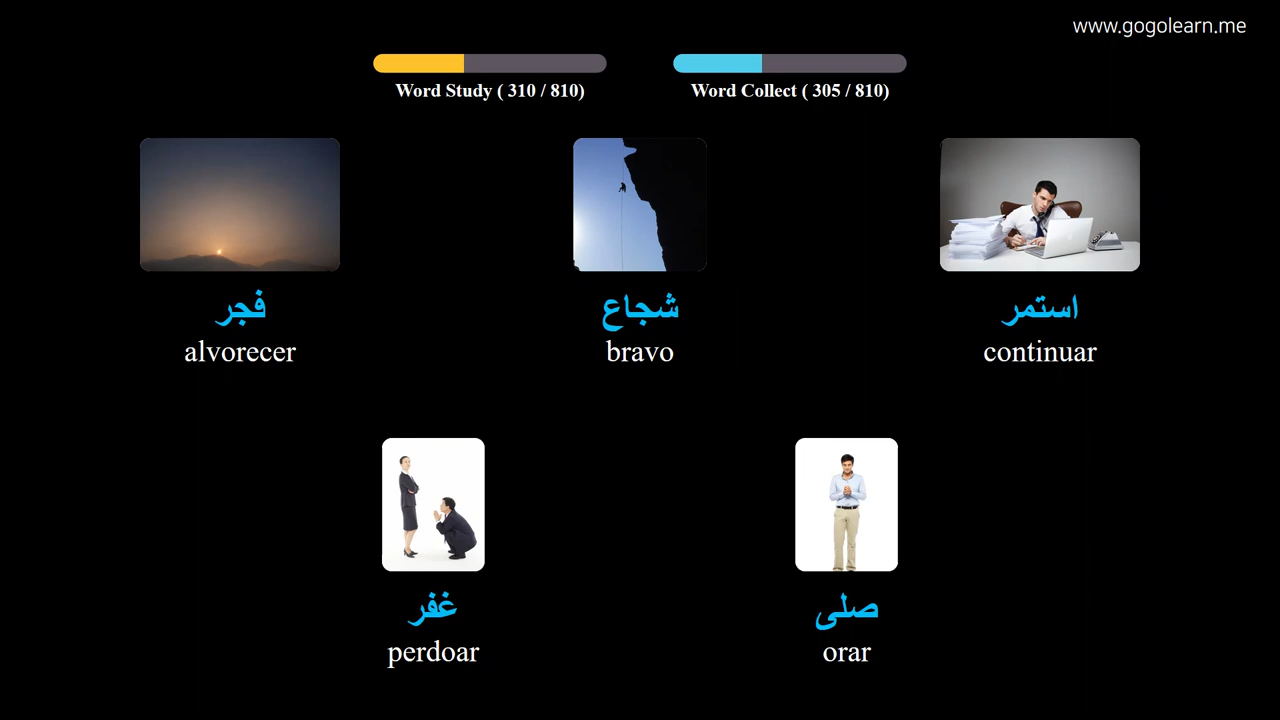 www.gogolearn.me
Word Study ( 310 / 810)
Word Collect ( 305 / 810)
فجر
alvorecer
شجاع
bravo
استمر
continuar
غفر
perdoar
صلى
orar